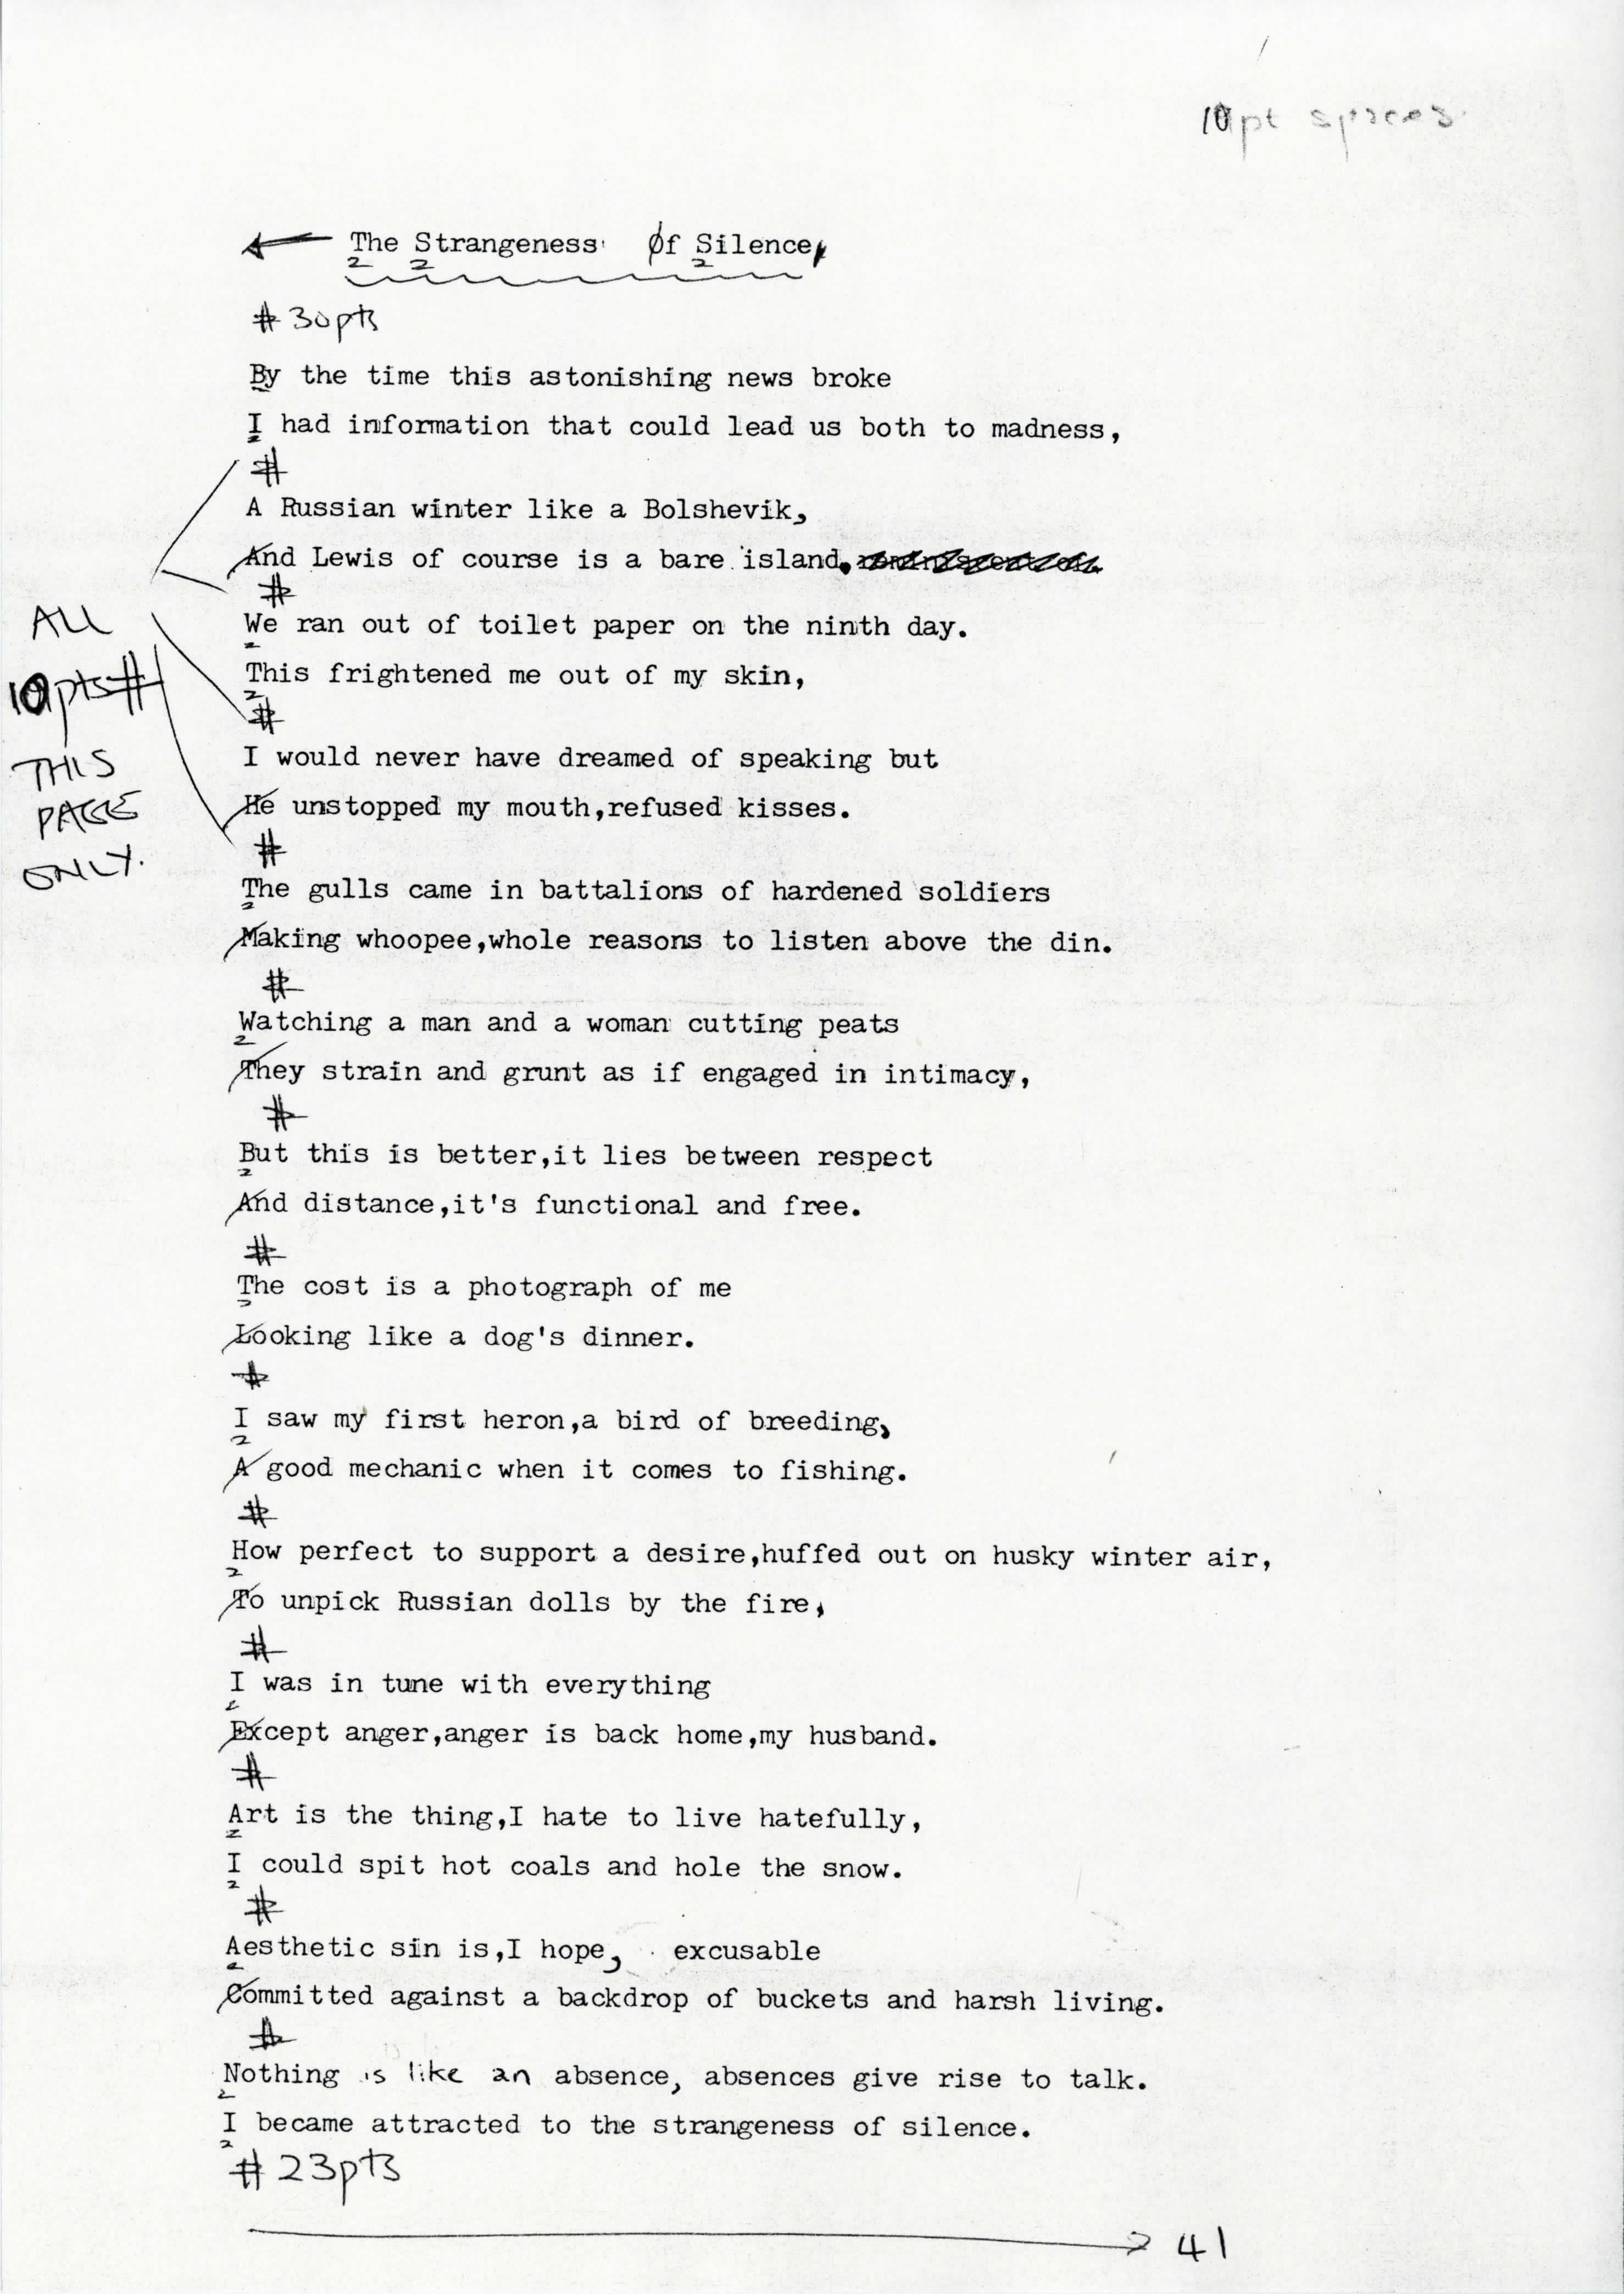 10pt spaces
The Strangeness Of Silence
# 30pts
By the time this astonishing news broke
I had information that could lead us both to madness,
#
A Russian winter like a Bolshevik,
And Lewis of course is a bare island.
#
We ran out of toilet paper on the ninth day.
This frightened me out of my skin,
#
ALL
10pts#
THIS
PAGE
ONLY.
I would never have dreamed of speaking but
He unstopped my mouth,refused kisses.
#
The gulls came in battalions of hardened soldiers
Making whoopee,whole reasons to listen above the din.
#
Watching a man and a woman cutting peats
They strain and grunt as if engaged in intimacy,
#
But this is better,it lies between respect
And distance,it's functional and free.
#
The cost is a photograph of me
Looking like a dog's dinner.
#
I saw my first heron,a bird of breeding,
A good mechanic when it comes to fishing.
#
How perfect to support a desire,huffed out on husky winter air,
To unpick Russian dolls by the fire,
#
I was in tune with everything
Except anger,anger is back home,my husband.
#
Art is the thing,I hate to live hatefully,
I could spit hot coals and hole the snow.
#
Aesthetic sin is,I hope, excusable
Committed against a backdrop of buckets and harsh living.
#
Nothing is like an absence, absences give rise to talk.
I became attracted to the strangeness of silence.
# 23pts
41